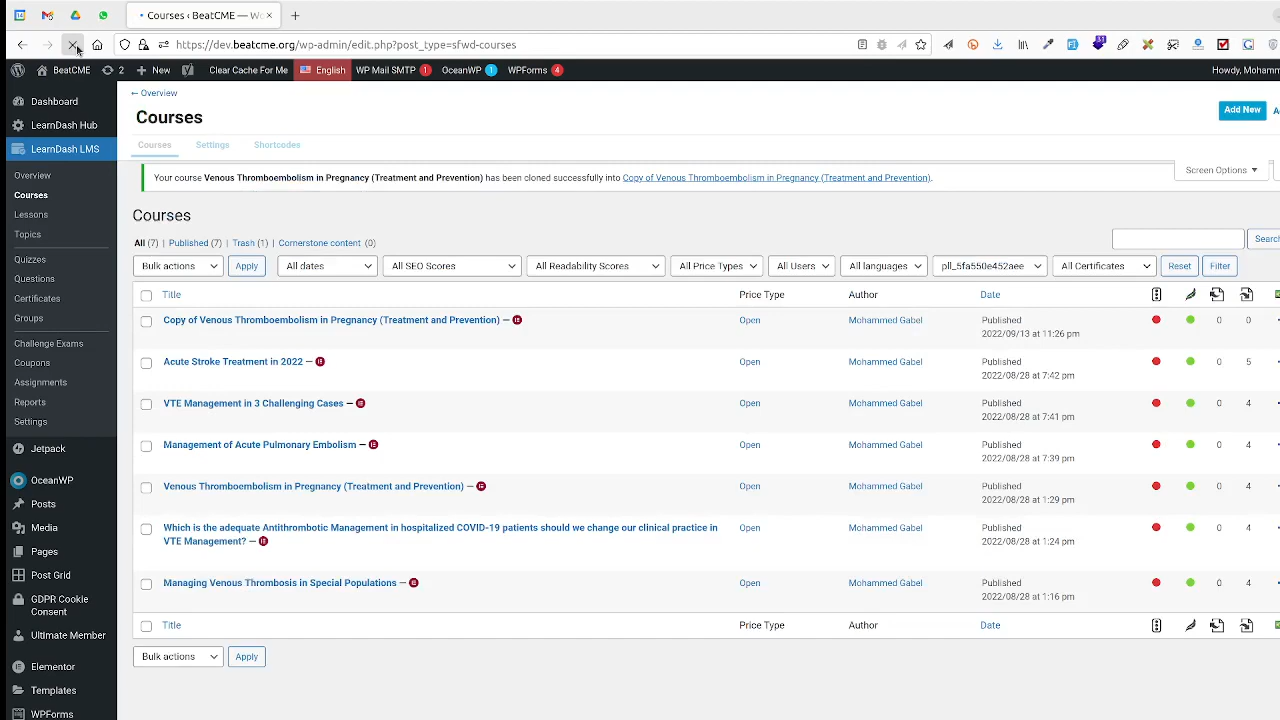 Courses ‹ BeatCME — Wo
https://dev.beatcme.org/wp-admin/edit.php?post_type=sfwd-courses
BeatCME 2 New Clear Cache For Me English WP Mail SMTP 1 OceanWP 1 WPForms 4 Howdy, Mohamm
Dashboard
LearnDash Hub
LearnDash LMS
Overview
Courses
Lessons
Topics
Quizzes
Questions
Certificates
Groups
Challenge Exams
Coupons
Assignments
Reports
Settings
Jetpack
OceanWP
Posts
Media
Pages
Post Grid
GDPR Cookie
Consent
Ultimate Member
Elementor
Templates
WPForms
← Overview
Courses
Add New
Courses Settings Shortcodes
Your course Venous Thromboembolism in Pregnancy (Treatment and Prevention) has been cloned successfully into Copy of Venous Thromboembolism in Pregnancy (Treatment and Prevention).
Screen Options
Courses
All (7) | Published (7) | Trash (1) | Cornerstone content (0)
Search
Bulk actions Apply All dates All SEO Scores All Readability Scores All Price Types All Users All languages pll_5fa550e452aee All Certificates Reset Filter
Title Price Type Author Date
Copy of Venous Thromboembolism in Pregnancy (Treatment and Prevention) — Open Mohammed Gabel Published 0 0
2022/09/13 at 11:26 pm
Acute Stroke Treatment in 2022 — Open Mohammed Gabel Published 0 5
2022/08/28 at 7:42 pm
VTE Management in 3 Challenging Cases — Open Mohammed Gabel Published 0 4
2022/08/28 at 7:41 pm
Management of Acute Pulmonary Embolism — Open Mohammed Gabel Published 0 4
2022/08/28 at 7:39 pm
Venous Thromboembolism in Pregnancy (Treatment and Prevention) — Open Mohammed Gabel Published 0 4
2022/08/28 at 1:29 pm
Which is the adequate Antithrombotic Management in hospitalized COVID-19 patients should we change our clinical practice in Open Mohammed Gabel Published 0 4
VTE Management? — 2022/08/28 at 1:24 pm
Managing Venous Thrombosis in Special Populations — Open Mohammed Gabel Published 0 4
2022/08/28 at 1:16 pm
Title Price Type Author Date
Bulk actions Apply